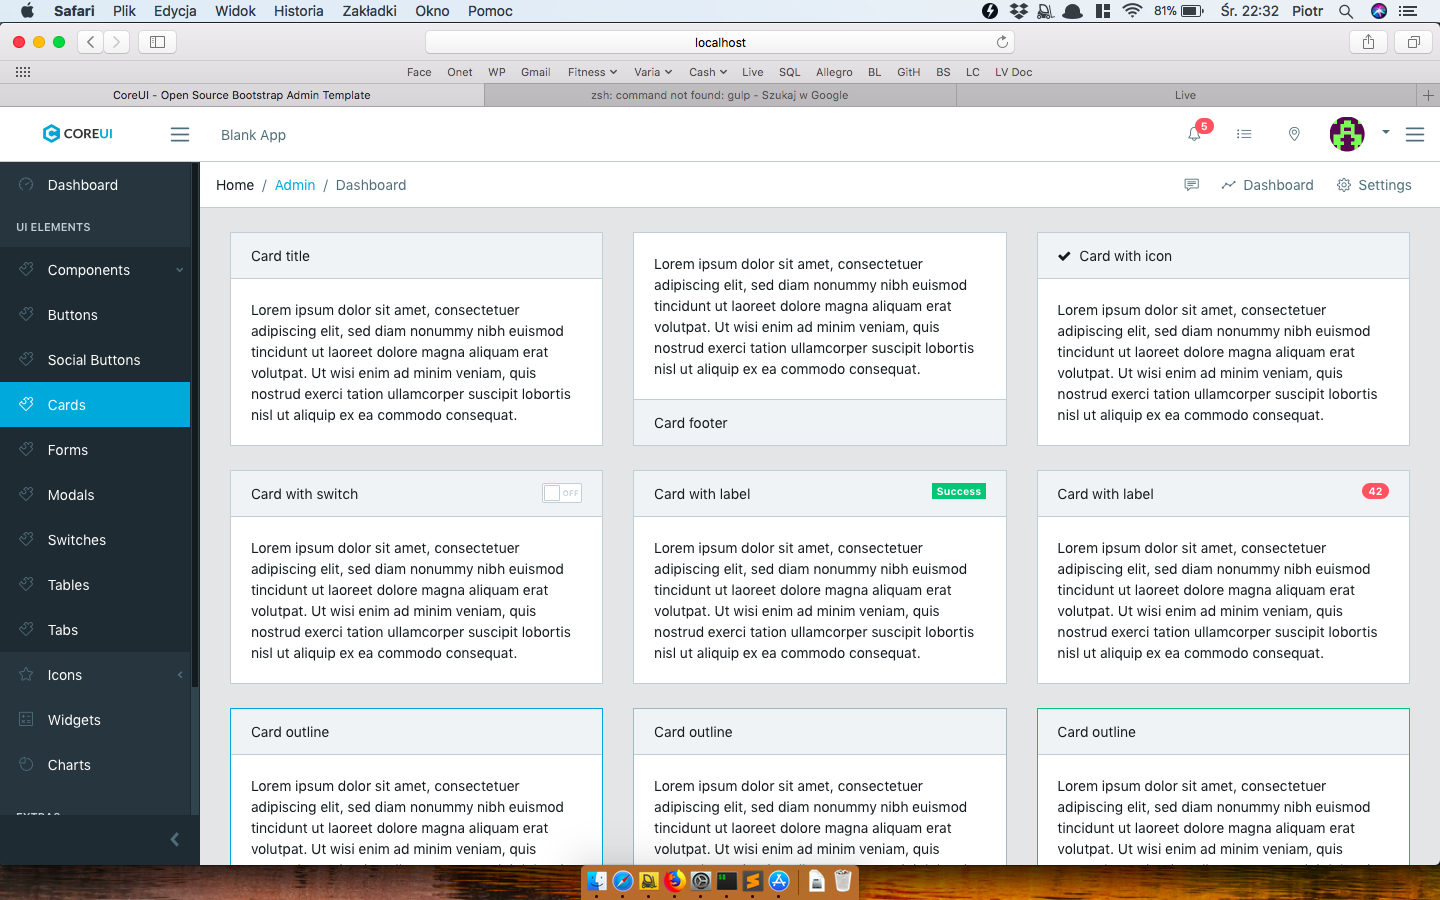 Safari Plik Edycja Widok Historia Zakładki Okno Pomoc 81% Śr. 22:32 Piotr
localhost
Face Onet WP Gmail Fitness Varia Cash Live SQL Allegro BL GitH BS LC LV Doc
CoreUI - Open Source Bootstrap Admin Template zsh: command not found: gulp - Szukaj w Google Live
COREUI Blank App 5
Dashboard
UI ELEMENTS
Components
Buttons
Social Buttons
Cards
Forms
Modals
Switches
Tables
Tabs
Icons
Widgets
Charts
EXTRAS
Home / Admin / Dashboard Dashboard Settings
Card title
Lorem ipsum dolor sit amet, consectetuer
adipiscing elit, sed diam nonummy nibh euismod
tincidunt ut laoreet dolore magna aliquam erat
volutpat. Ut wisi enim ad minim veniam, quis
nostrud exerci tation ullamcorper suscipit lobortis
nisl ut aliquip ex ea commodo consequat.
Lorem ipsum dolor sit amet, consectetuer
adipiscing elit, sed diam nonummy nibh euismod
tincidunt ut laoreet dolore magna aliquam erat
volutpat. Ut wisi enim ad minim veniam, quis
nostrud exerci tation ullamcorper suscipit lobortis
nisl ut aliquip ex ea commodo consequat.
Card footer
Card with icon
Lorem ipsum dolor sit amet, consectetuer
adipiscing elit, sed diam nonummy nibh euismod
tincidunt ut laoreet dolore magna aliquam erat
volutpat. Ut wisi enim ad minim veniam, quis
nostrud exerci tation ullamcorper suscipit lobortis
nisl ut aliquip ex ea commodo consequat.
Card with switch OFF
Lorem ipsum dolor sit amet, consectetuer
adipiscing elit, sed diam nonummy nibh euismod
tincidunt ut laoreet dolore magna aliquam erat
volutpat. Ut wisi enim ad minim veniam, quis
nostrud exerci tation ullamcorper suscipit lobortis
nisl ut aliquip ex ea commodo consequat.
Card with label Success
Lorem ipsum dolor sit amet, consectetuer
adipiscing elit, sed diam nonummy nibh euismod
tincidunt ut laoreet dolore magna aliquam erat
volutpat. Ut wisi enim ad minim veniam, quis
nostrud exerci tation ullamcorper suscipit lobortis
nisl ut aliquip ex ea commodo consequat.
Card with label 42
Lorem ipsum dolor sit amet, consectetuer
adipiscing elit, sed diam nonummy nibh euismod
tincidunt ut laoreet dolore magna aliquam erat
volutpat. Ut wisi enim ad minim veniam, quis
nostrud exerci tation ullamcorper suscipit lobortis
nisl ut aliquip ex ea commodo consequat.
Card outline
Lorem ipsum dolor sit amet, consectetuer
adipiscing elit, sed diam nonummy nibh euismod
tincidunt ut laoreet dolore magna aliquam erat
volutpat. Ut wisi enim ad minim veniam, quis
Card outline
Lorem ipsum dolor sit amet, consectetuer
adipiscing elit, sed diam nonummy nibh euismod
tincidunt ut laoreet dolore magna aliquam erat
volutpat. Ut wisi enim ad minim veniam, quis
Card outline
Lorem ipsum dolor sit amet, consectetuer
adipiscing elit, sed diam nonummy nibh euismod
tincidunt ut laoreet dolore magna aliquam erat
volutpat. Ut wisi enim ad minim veniam, quis